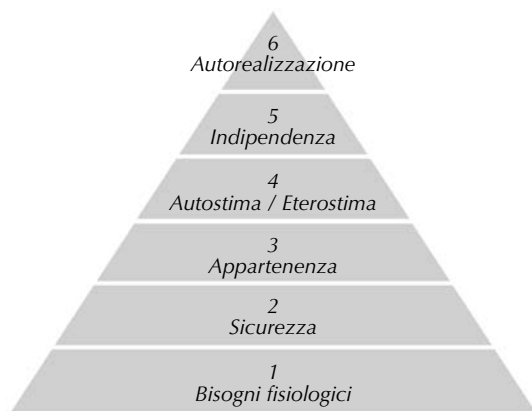 6
Autorealizzazione
5
Indipendenza
4
Autostima / Eterostima
3
Appartenenza
2
Sicurezza
1
Bisogni fisiologici